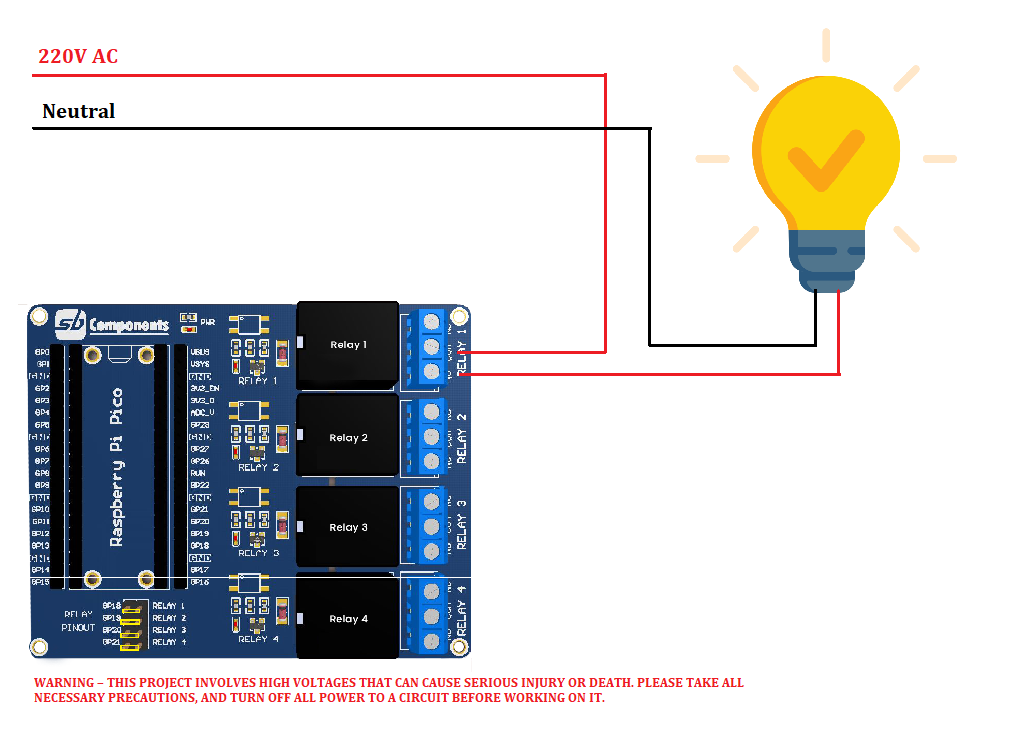 220V AC
Neutral
sb Components
PWR
GP0
VBUS
GP1
VSYS
GND
GND
GP2
3V3_EN
GP3
3V3_O
GP4
ADC_V
GP5
GP28
GND
GND
GP6
GP27
GP7
GP26
GP8
RUN
GP9
GP22
GND
GND
GP10
GP21
GP11
GP20
GP12
GP19
GP13
GP18
GND
GND
GP14
GP17
GP15
GP16
Raspberry Pi Pico
Relay 1
RELAY 1
RELAY 1
Relay 2
RELAY 2
RELAY 2
Relay 3
RELAY 3
RELAY 3
Relay 4
RELAY 4
RELAY 4
RELAY
PINOUT
GP18 RELAY 1
GP19 RELAY 2
GP20 RELAY 3
GP21 RELAY 4
WARNING – THIS PROJECT INVOLVES HIGH VOLTAGES THAT CAN CAUSE SERIOUS INJURY OR DEATH. PLEASE TAKE ALL
NECESSARY PRECAUTIONS, AND TURN OFF ALL POWER TO A CIRCUIT BEFORE WORKING ON IT.